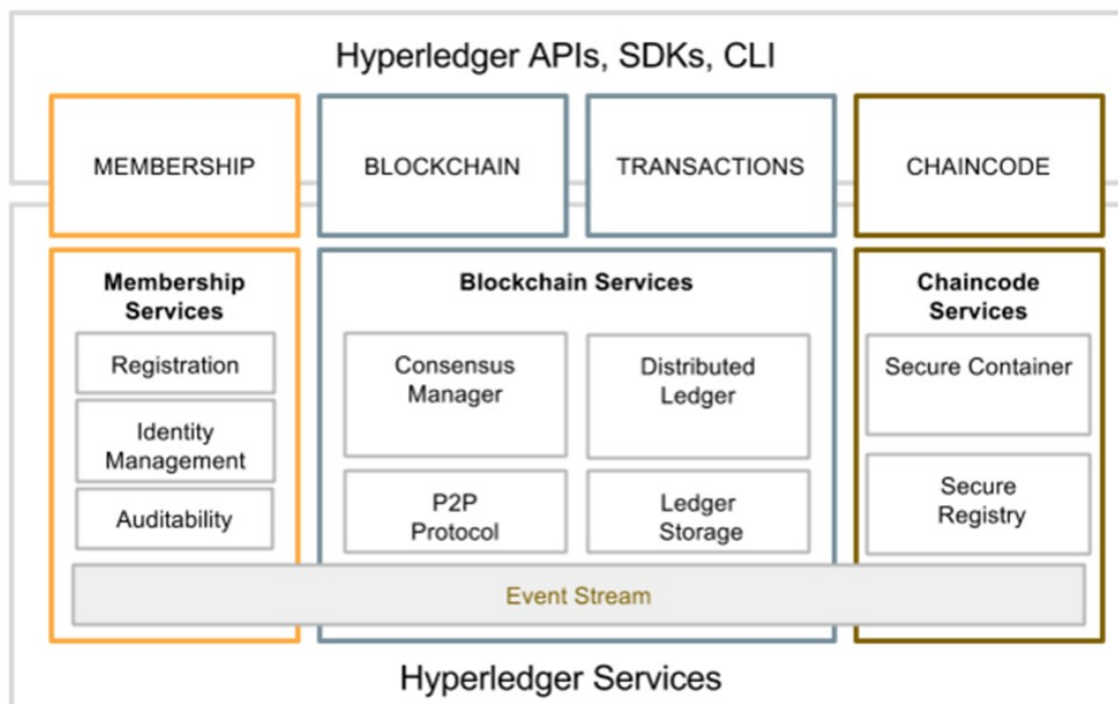 Hyperledger APIs, SDKs, CLI
MEMBERSHIP
BLOCKCHAIN
TRANSACTIONS
CHAINCODE
Membership
Services
Registration
Identity
Management
Auditability
Blockchain Services
Consensus
Manager
Distributed
Ledger
P2P
Protocol
Ledger
Storage
Chaincode
Services
Secure Container
Secure
Registry
Event Stream
Hyperledger Services